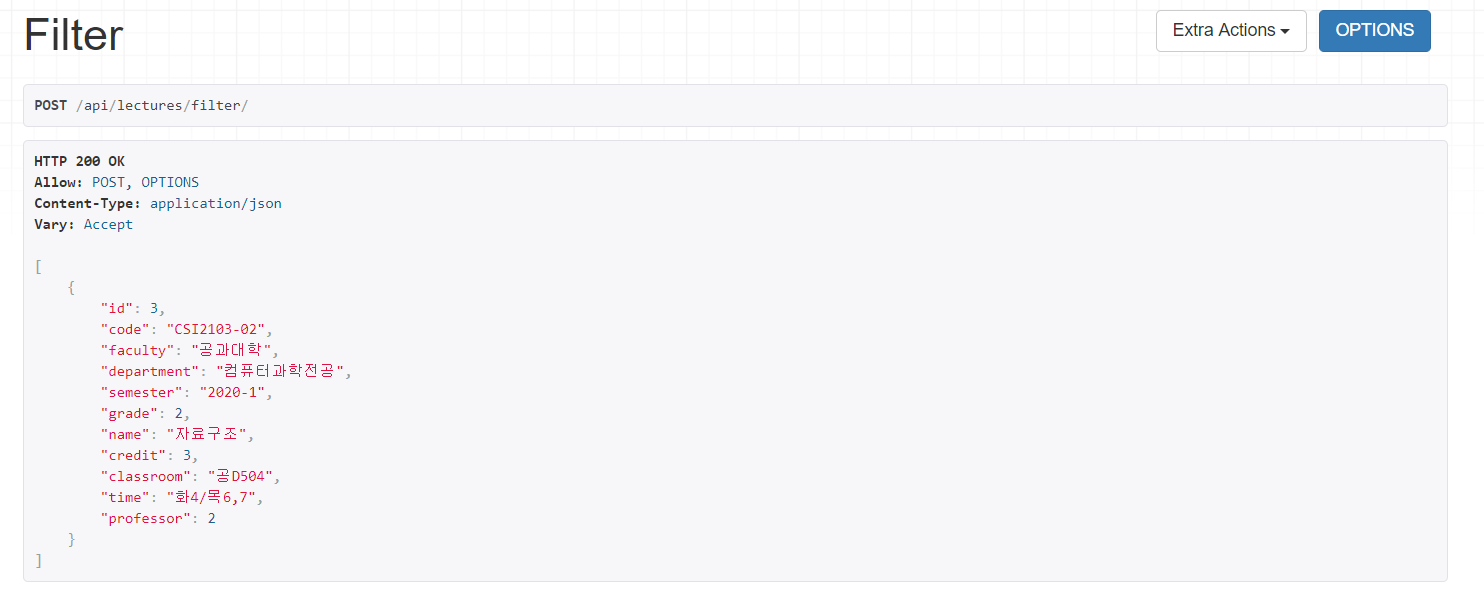 Filter
Extra Actions
OPTIONS
POST /api/lectures/filter/
HTTP 200 OK
Allow: POST, OPTIONS
Content-Type: application/json
Vary: Accept
[
    {
        "id": 3,
        "code": "CSI2103-02",
        "faculty": "공과대학",
        "department": "컴퓨터과학전공",
        "semester": "2020-1",
        "grade": 2,
        "name": "자료구조",
        "credit": 3,
        "classroom": "공D504",
        "time": "화4/목6,7",
        "professor": 2
    }
]